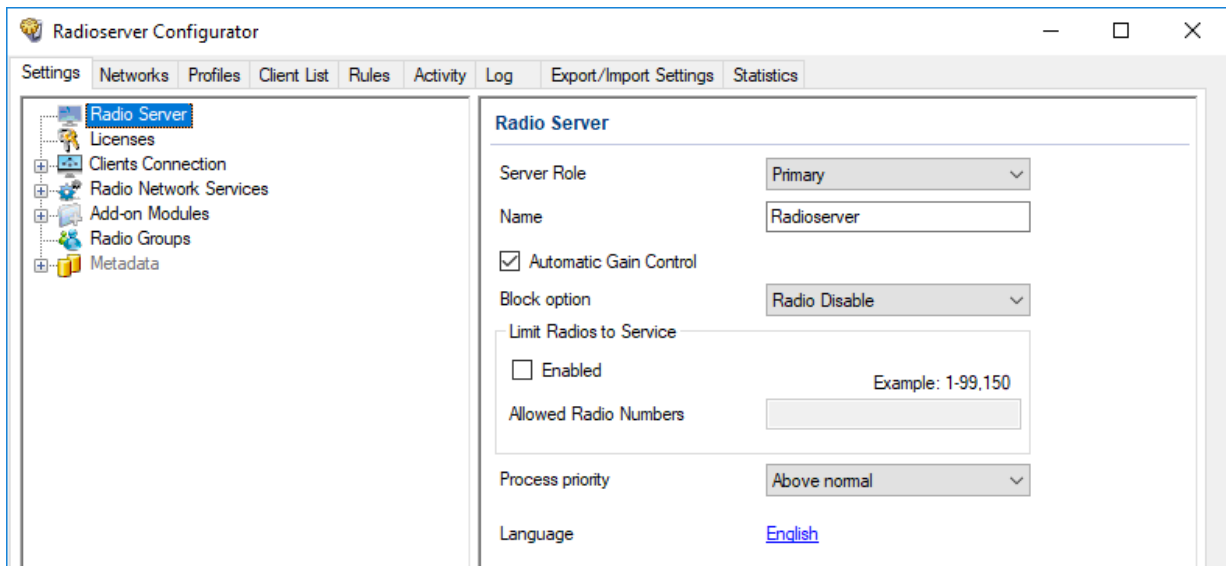 Radioserver Configurator
Settings Networks Profiles Client List Rules Activity Log Export/Import Settings Statistics
Radio Server
Licenses
Clients Connection
Radio Network Services
Add-on Modules
Radio Groups
Metadata
Radio Server
Server Role Primary
Name Radioserver
Automatic Gain Control
Block option Radio Disable
Limit Radios to Service
Enabled
Example: 1-99,150
Allowed Radio Numbers
Process priority Above normal
Language English